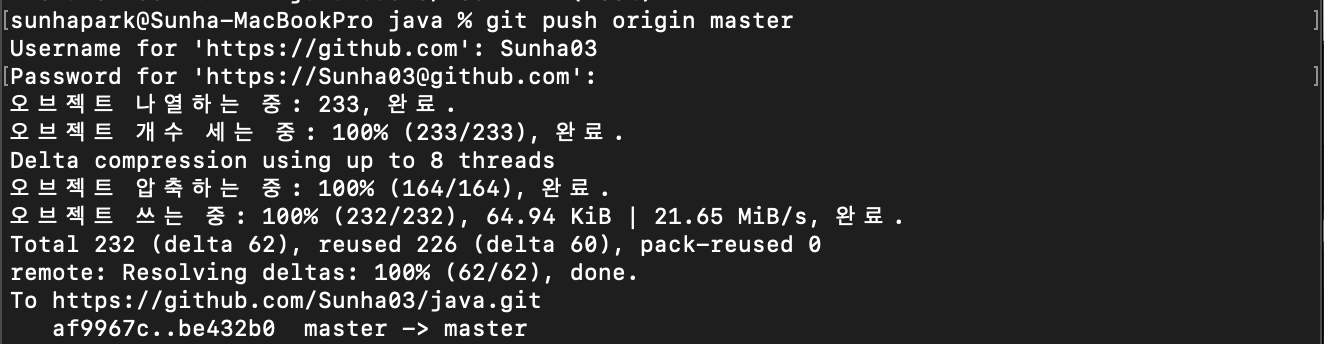 [sunhapark@Sunha-MacBookPro java % git push origin master ]
Username for 'https://github.com': Sunha03
[Password for 'https://Sunha03@github.com': ]
오브젝트 나열하는 중: 233, 완료.
오브젝트 개수 세는 중: 100% (233/233), 완료.
Delta compression using up to 8 threads
오브젝트 압축하는 중: 100% (164/164), 완료.
오브젝트 쓰는 중: 100% (232/232), 64.94 KiB | 21.65 MiB/s, 완료.
Total 232 (delta 62), reused 226 (delta 60), pack-reused 0
remote: Resolving deltas: 100% (62/62), done.
To https://github.com/Sunha03/java.git
   af9967c..be432b0  master -> master